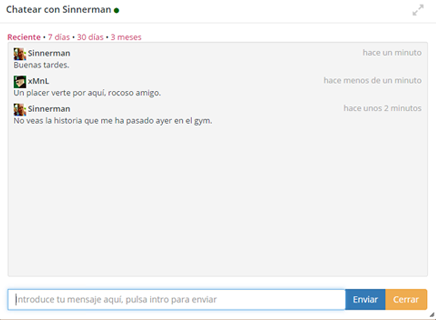 Chatear con Sinnerman
Reciente • 7 días • 30 días • 3 meses
Sinnerman hace un minuto
Buenas tardes.
xMnL hace menos de un minuto
Un placer verte por aquí, rocoso amigo.
Sinnerman hace unos 2 minutos
No veas la historia que me ha pasado ayer en el gym.
Introduce tu mensaje aquí, pulsa intro para enviar Enviar Cerrar